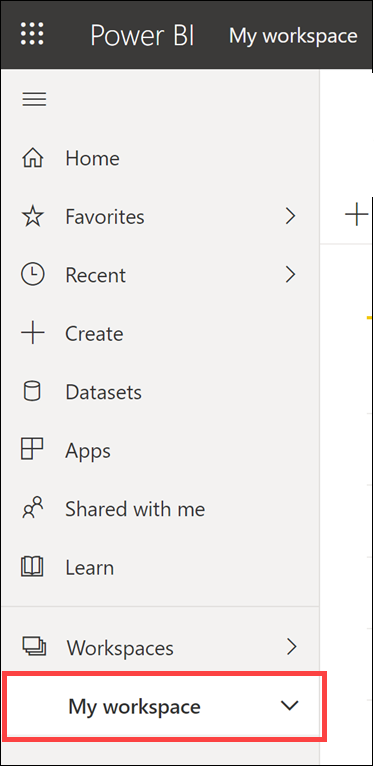 Power BI My workspace
Home
Favorites
Recent
Create
Datasets
Apps
Shared with me
Learn
Workspaces
My workspace